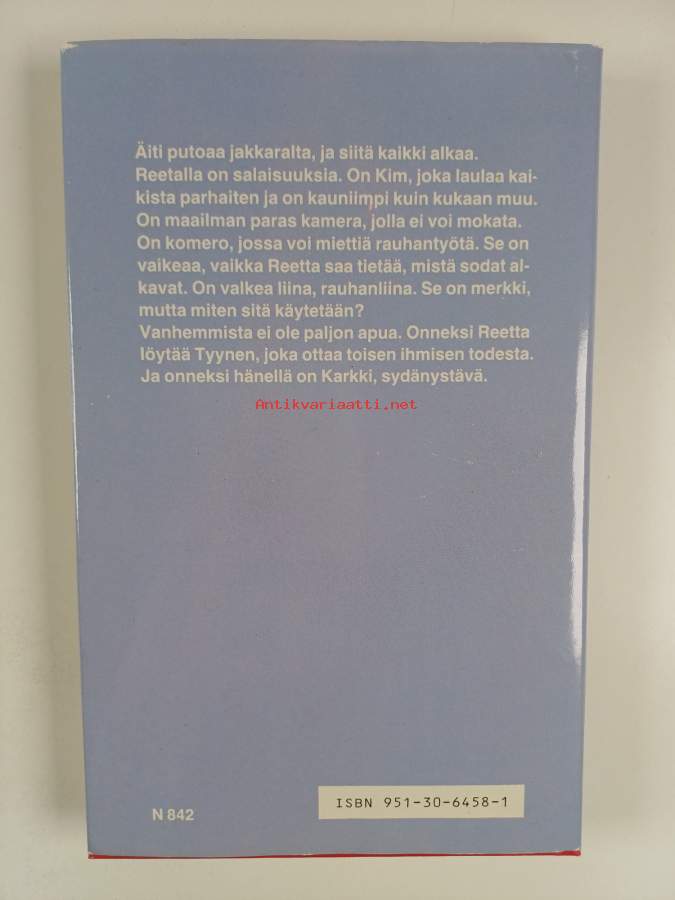 Äiti putoaa jakkaralta, ja siitä kaikki alkaa.
Reetalla on salaisuuksia. On Kim, joka laulaa kai-
kista parhaiten ja on kauniimpi kuin kukaan muu.
On maailman paras kamera, jolla ei voi mokata.
On komero, jossa voi miettiä rauhantyötä. Se on
vaikeaa, vaikka Reetta saa tietää, mistä sodat al-
kavat. On valkea liina, rauhanliina. Se on merkki,
mutta miten sitä käytetään?
Vanhemmista ei ole paljon apua. Onneksi Reetta
löytää Tyynen, joka ottaa toisen ihmisen todesta.
Ja onneksi hänellä on Karkki, sydänystävä.
Antikvariaatti.net
ISBN 951-30-6458-1
N 842